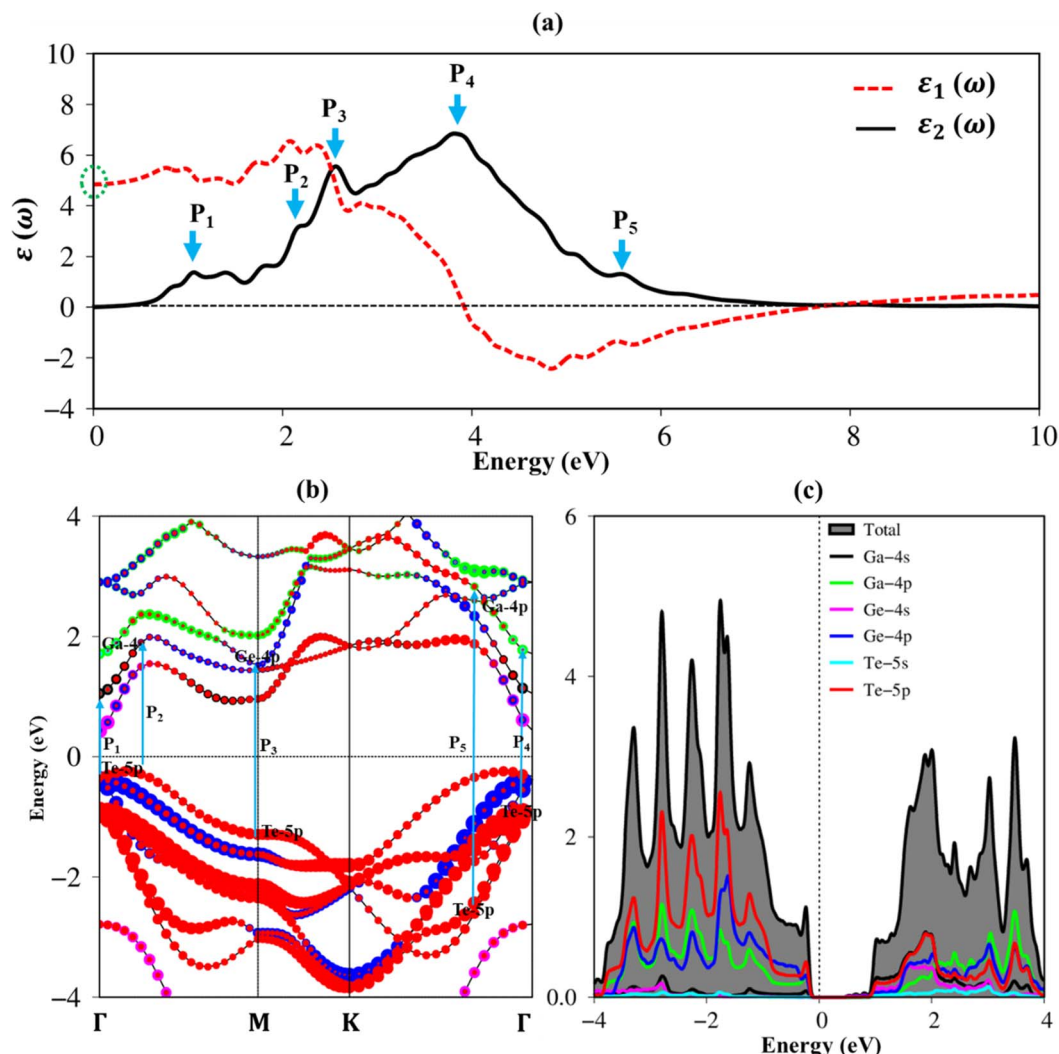 (a)
10
8
6
4
2
0
−2
−4
ε (ω)
P1
P2
P3
P4
P5
ε1 (ω)
ε2 (ω)
0
2
4
6
8
10
Energy (eV)
(b)
4
2
0
−2
−4
Energy (eV)
Ga-4s
Ge-4p
Ga-4p
P1
P2
P3
P5
P4
Te-5p
Te-5p
Te-5p
Te-5p
Γ
M
K
Γ
(c)
6
4
2
0.0
Total
Ga−4s
Ga−4p
Ge−4s
Ge−4p
Te−5s
Te−5p
−4
−2
0
2
4
Energy (eV)